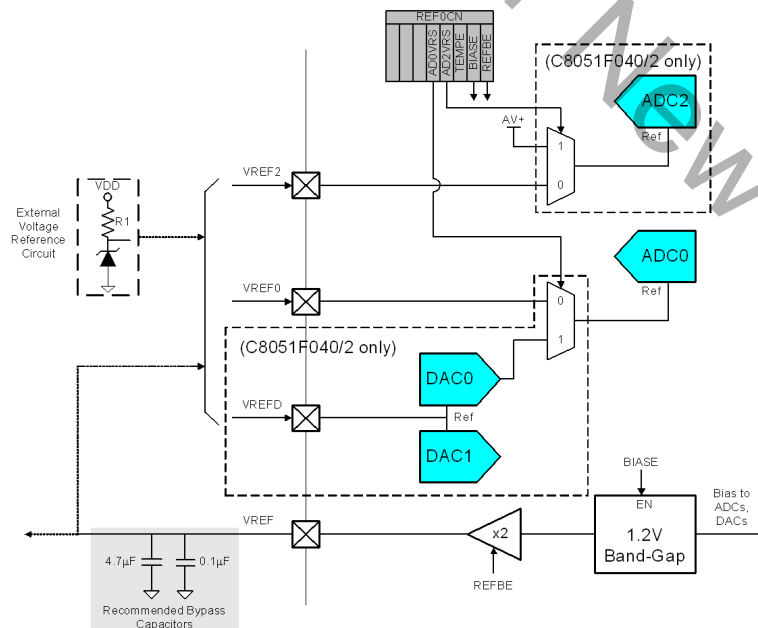 REF0CN
AD0VRS
AD2VRS
TEMPE
BIASE
REFBE
(C8051F040/2 only)
ADC2
Ref
AV+
1
0
VREF2
VDD
R1
External
Voltage
Reference
Circuit
ADC0
Ref
VREF0
0
1
(C8051F040/2 only)
DAC0
VREFD
Ref
DAC1
BIASE
Bias to
ADCs,
DACs
EN
1.2V
Band-Gap
VREF
x2
REFBE
4.7µF
0.1µF
Recommended Bypass
Capacitors
New